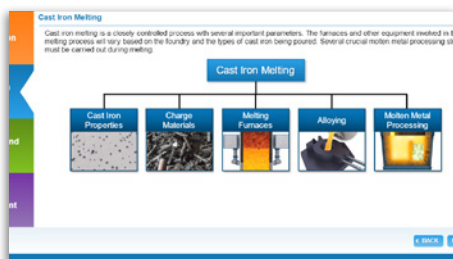 Cast Iron Melting
Cast iron melting is a closely controlled process with several important parameters. The furnaces and other equipment involved in
melting process will vary based on the foundry and the types of cast iron being poured. Several crucial molten metal processing
must be carried out during melting.
Cast Iron Melting
Cast Iron Properties
Charge Materials
Melting Furnaces
Alloying
Molten Metal Processing
BACK